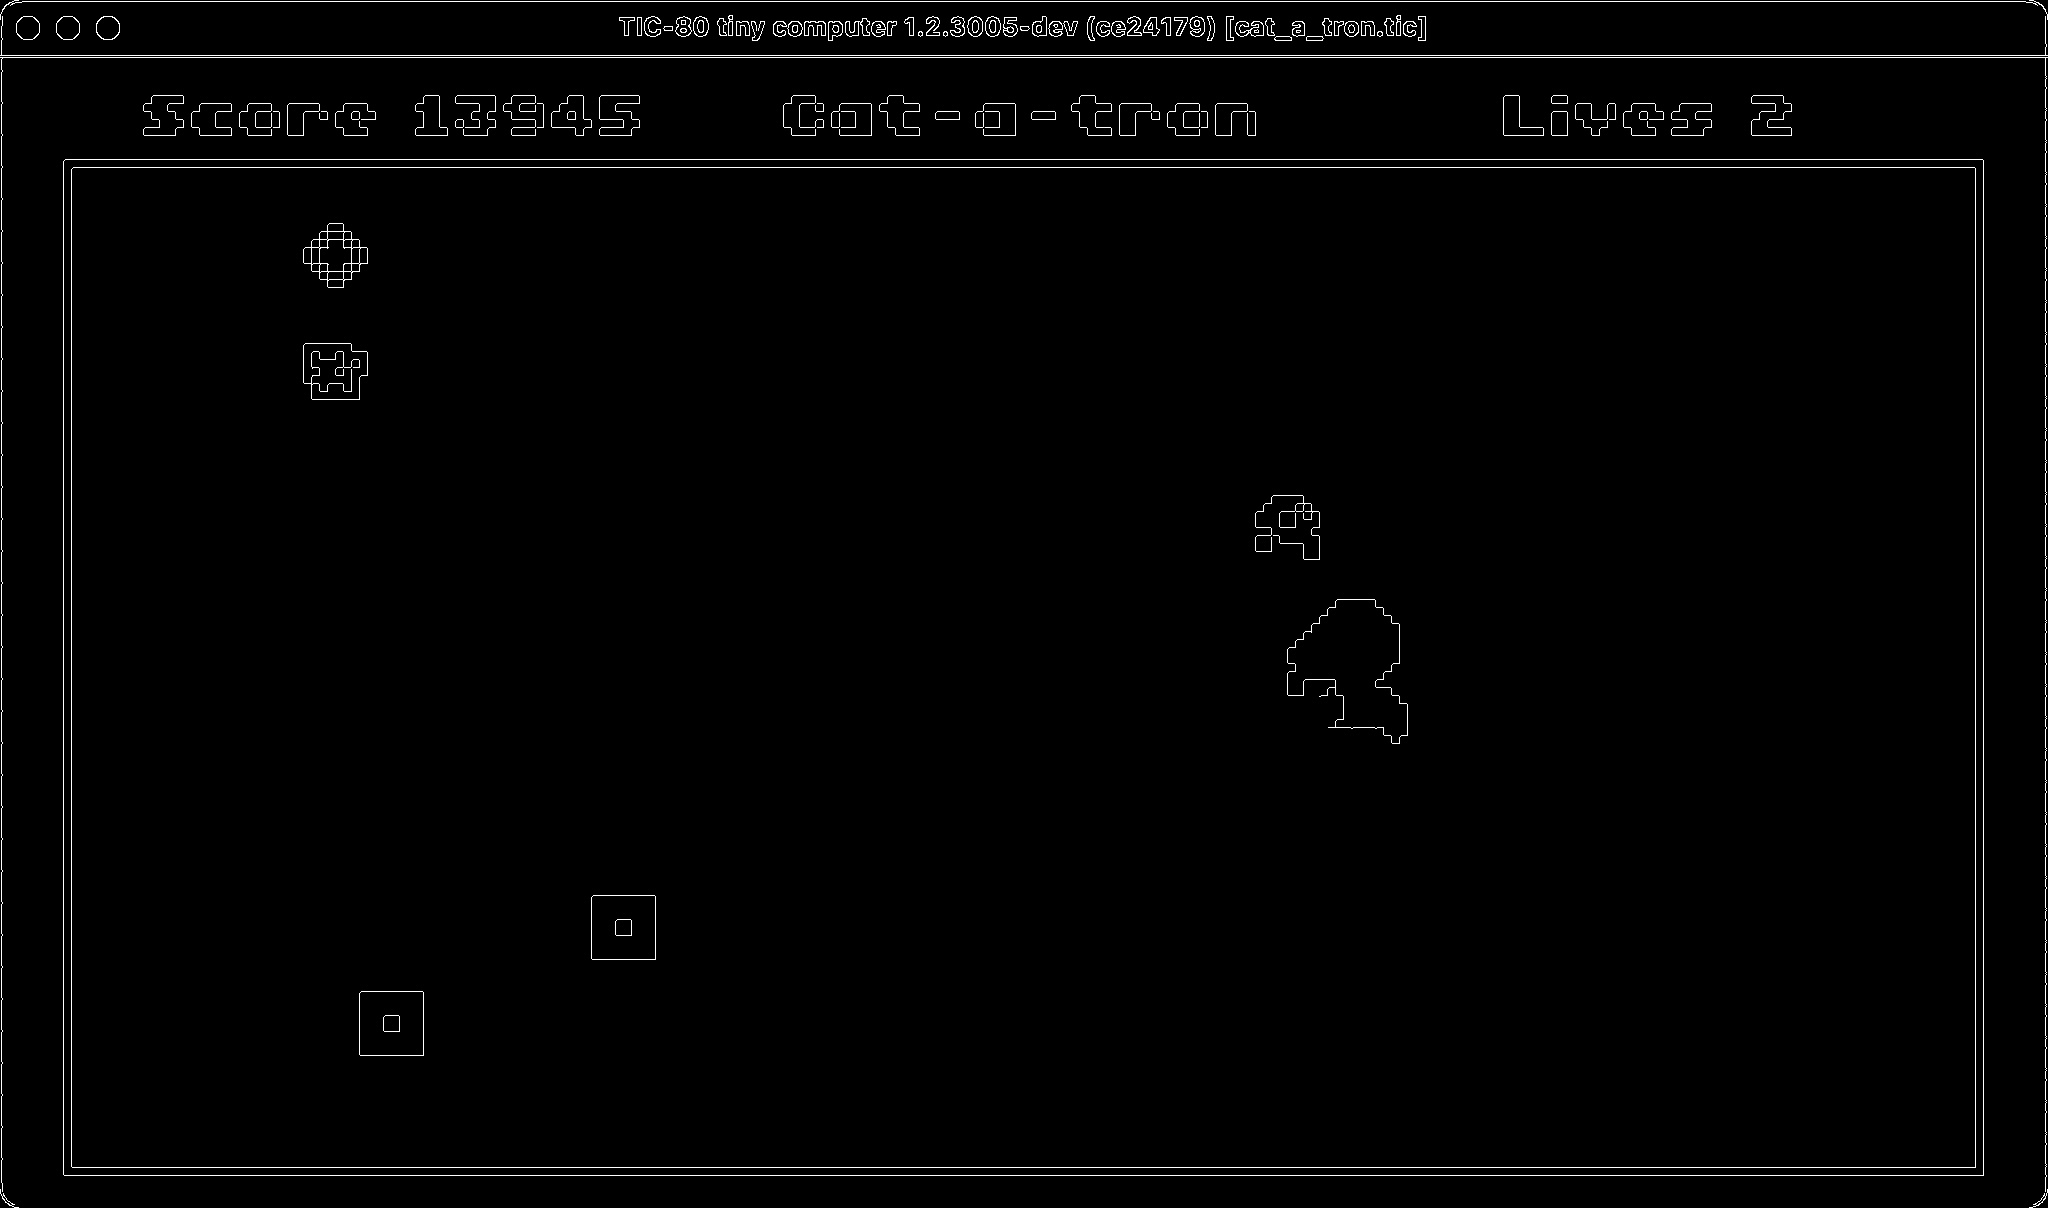 TIC-80 tiny computer 1.2.3005-dev (ce24179) [cat_a_tron.tic]
Score 13945 Cat-a-tron Lives 2